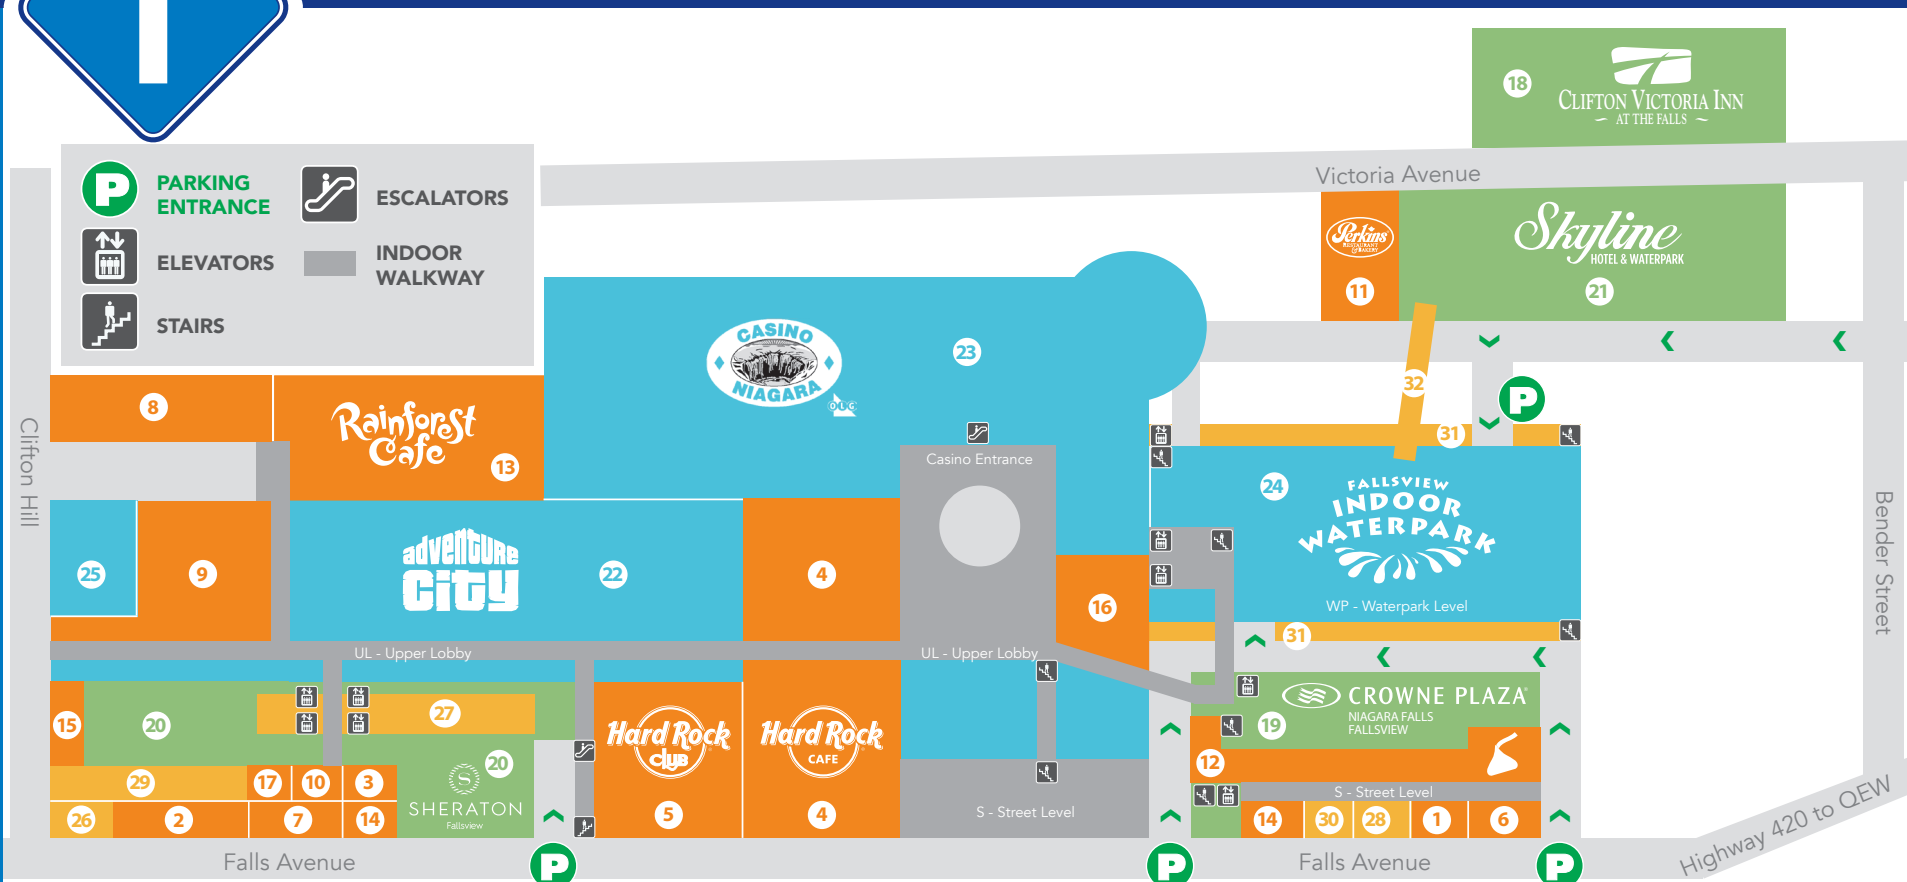 18
CLIFTON VICTORIA INN
AT THE FALLS
P
PARKING
ENTRANCE
ESCALATORS
ELEVATORS
INDOOR
WALKWAY
STAIRS
Victoria Avenue
Perkins
RESTAURANT
& BAKERY
11
Skyline
HOTEL & WATERPARK
21
CASINO
NIAGARA
OLG
23
32
P
31
8
Rainforest
Cafe
13
Clifton Hill
Casino Entrance
24
FALLSVIEW
INDOOR
WATERPARK
WP - Waterpark Level
Bender Street
25
9
adventure
City
22
4
16
31
UL - Upper Lobby
UL - Upper Lobby
15
20
27
Hard Rock
CLUB
Hard Rock
CAFE
CROWNE PLAZA
NIAGARA FALLS
FALLSVIEW
19
12
29
17
10
3
20
S
SHERATON
Fallsview
26
2
7
14
5
4
S - Street Level
S - Street Level
14
30
28
1
6
Falls Avenue
P
P
Falls Avenue
P
Highway 420 to QEW